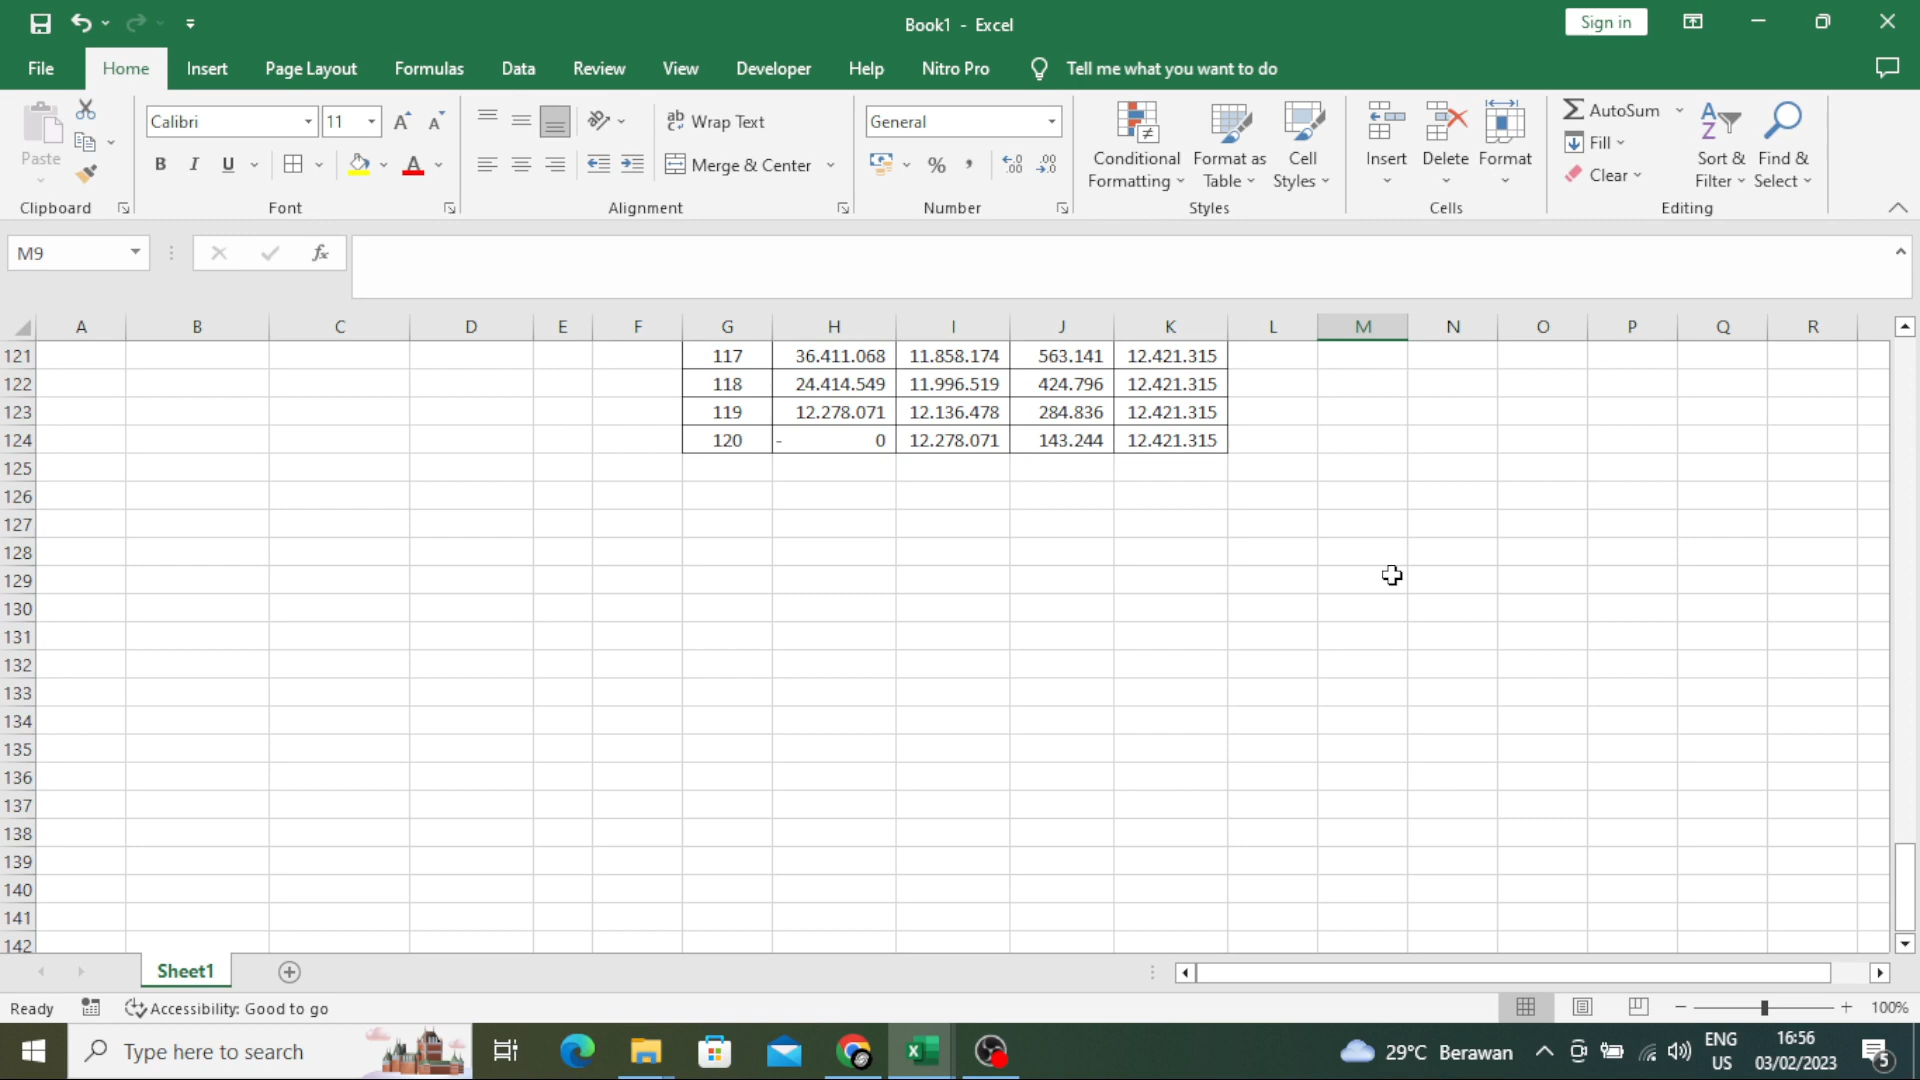 Book1 - Excel
Sign in
File Home Insert Page Layout Formulas Data Review View Developer Help Nitro Pro Tell me what you want to do
Paste
Calibri 11
Wrap Text
General
Conditional Formatting
Format as Table
Cell Styles
Insert
Delete
Format
AutoSum
Fill
Clear
Sort & Filter
Find & Select
B I U
Merge & Center
% ,
Clipboard Font Alignment Number Styles Cells Editing
M9
fx
A B C D E F G H I J K L M N O P Q R
121 117 36.411.068 11.858.174 563.141 12.421.315
122 118 24.414.549 11.996.519 424.796 12.421.315
123 119 12.278.071 12.136.478 284.836 12.421.315
124 120 - 0 12.278.071 143.244 12.421.315
125
126
127
128
129
130
131
132
133
134
135
136
137
138
139
140
141
142
Sheet1
Ready Accessibility: Good to go 100%
Type here to search
29°C Berawan
ENG
US
16:56
03/02/2023
5